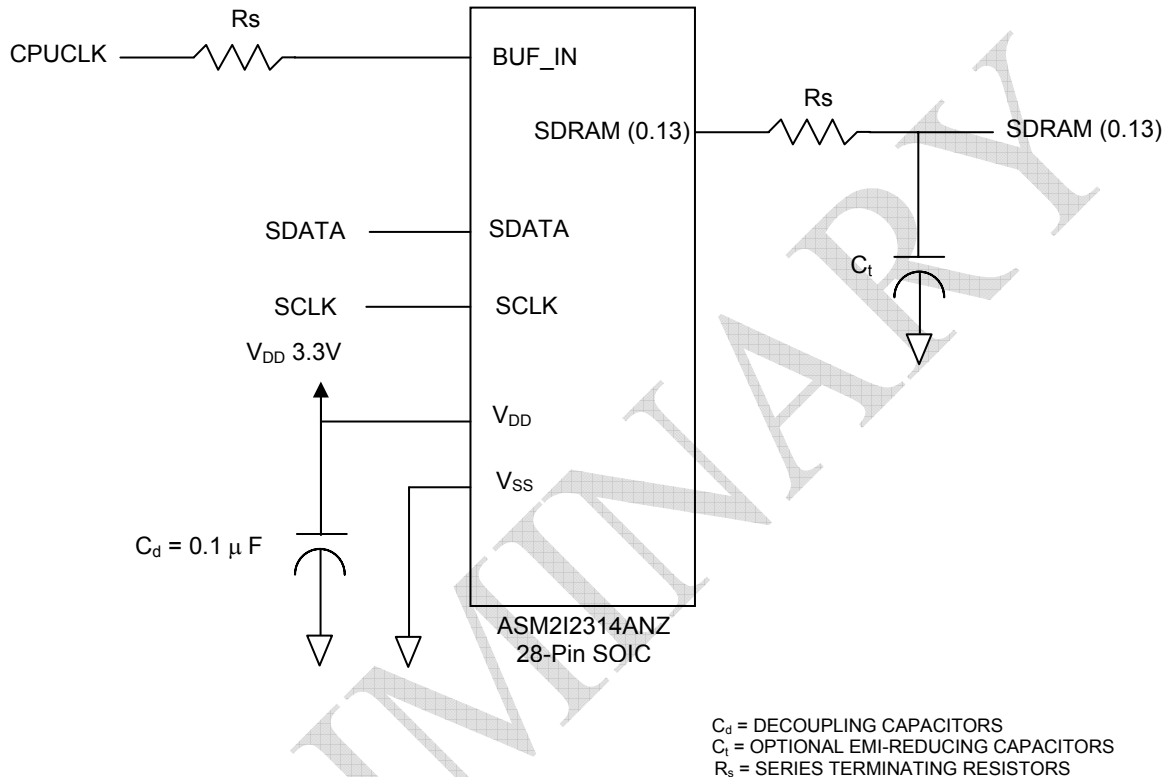 Rs
CPUCLK
BUF_IN
Rs
SDRAM (0.13)
SDRAM (0.13)
SDATA
SDATA
Ct
SCLK
SCLK
VDD 3.3V
VDD
VSS
Cd = 0.1 μ F
ASM2I2314ANZ
28-Pin SOIC
Cd = DECOUPLING CAPACITORS
Ct = OPTIONAL EMI-REDUCING CAPACITORS
Rs = SERIES TERMINATING RESISTORS
IMINARY